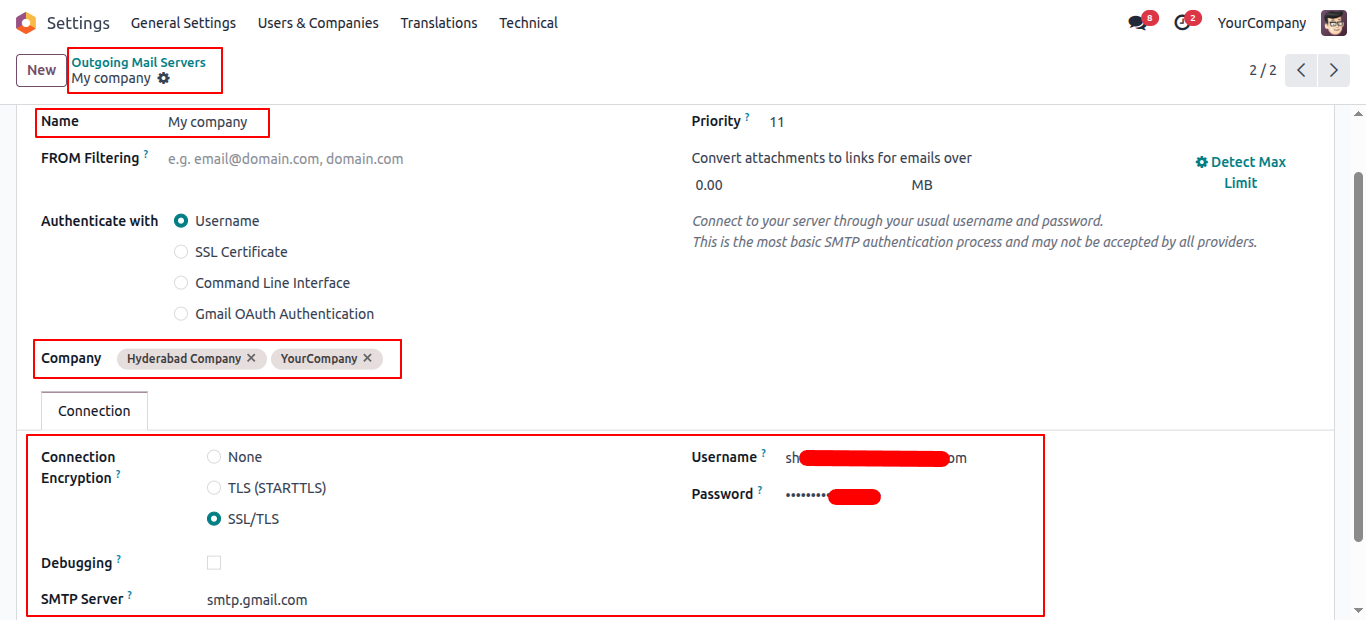 Settings General Settings Users & Companies Translations Technical 8 2 YourCompany
New Outgoing Mail Servers
My company 2 / 2
Name My company Priority ? 11
FROM Filtering ? e.g. email@domain.com, domain.com Convert attachments to links for emails over Detect Max
Limit
0.00 MB
Authenticate with Username Connect to your server through your usual username and password.
This is the most basic SMTP authentication process and may not be accepted by all providers.
SSL Certificate
Command Line Interface
Gmail OAuth Authentication
Company Hyderabad Company ✕ YourCompany ✕
Connection
Connection
Encryption ? None Username ? sh om
TLS (STARTTLS) Password ? •••••••••
SSL/TLS
Debugging ?
SMTP Server ? smtp.gmail.com